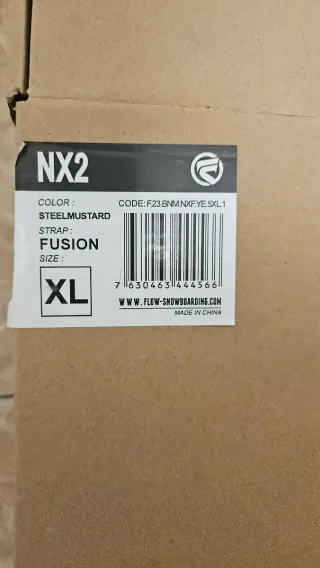 NX2
COLOR :
STEELMUSTARD
STRAP :
FUSION
SIZE :
XL
CODE: F23.BNM.NXF.YE.5XL.1
7 630463 444566
WWW.FLOW-SNOWBOARDING.COM
MADE IN CHINA